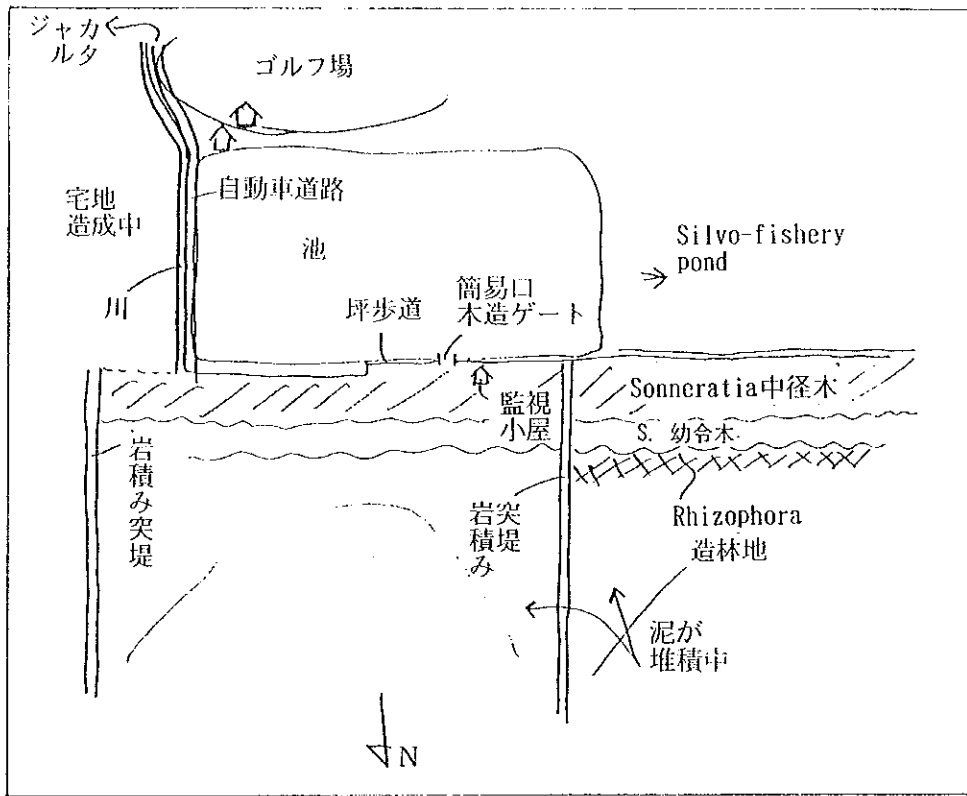 ジャカ
ルタ
ゴルフ場
自動車道路
宅地
造成中
池
Silvo-fishery
pond
川
坪歩道
簡易口
木造ゲート
監視
小屋
Sonneratia中径木
S. 幼令木
岩積み突堤
突堤
岩積み
Rhizophora
造林地
泥が
堆積中
N